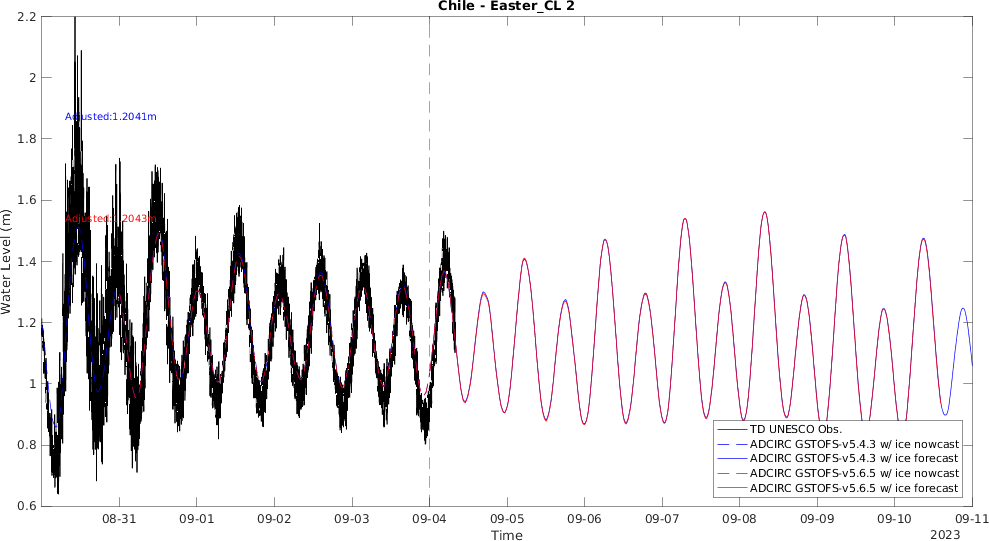 Chile - Easter_CL 2
2.2
2
1.8
1.6
1.4
1.2
1
0.8
0.6
Water Level (m)
Adjusted:1.2041m
Adjusted:1.2043m
TD UNESCO Obs.
ADCIRC GSTOFS-v5.4.3 w/ ice nowcast
ADCIRC GSTOFS-v5.4.3 w/ ice forecast
ADCIRC GSTOFS-v5.6.5 w/ ice nowcast
ADCIRC GSTOFS-v5.6.5 w/ ice forecast
08-31 09-01 09-02 09-03 09-04 09-05 09-06 09-07 09-08 09-09 09-10 09-11
Time
2023